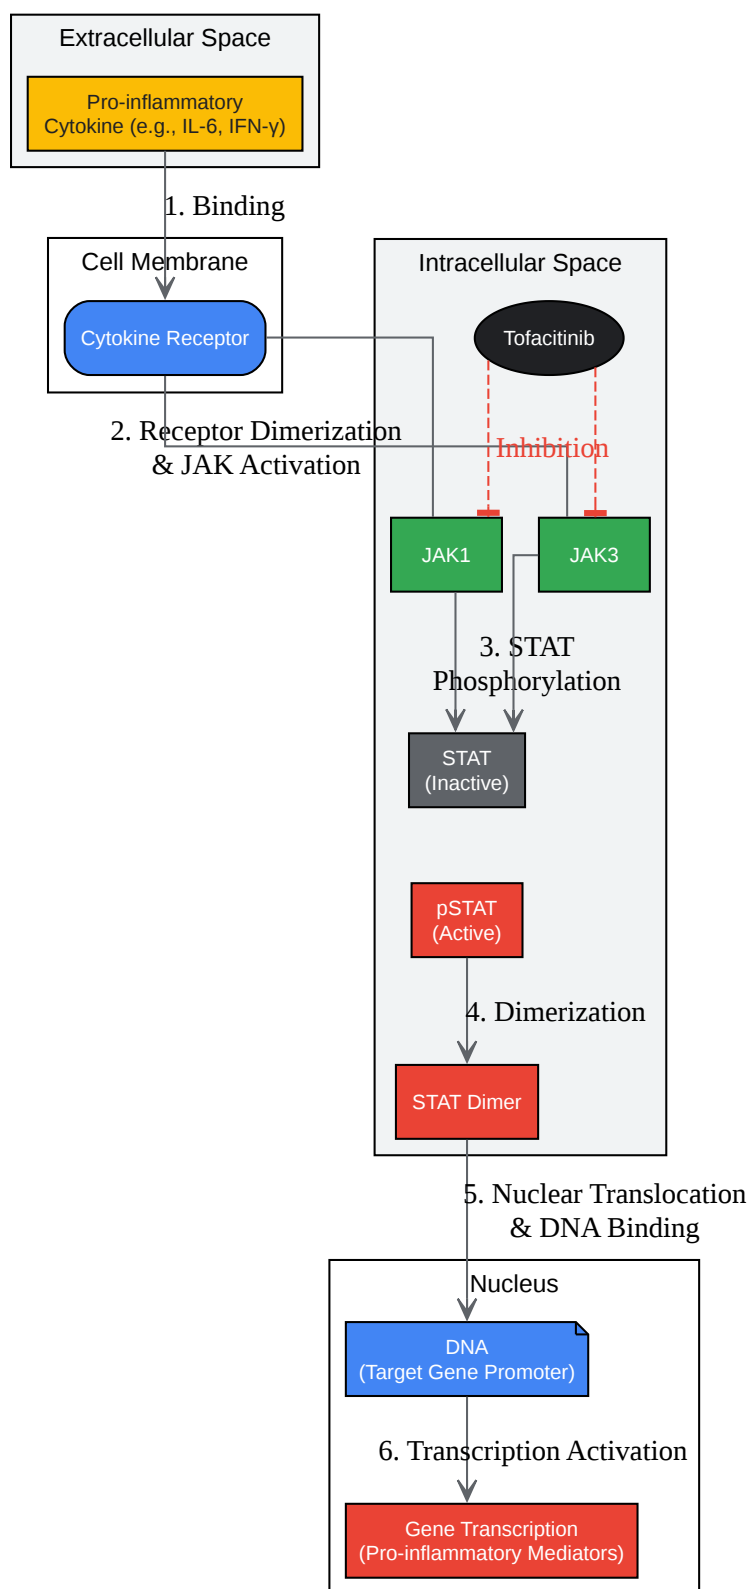 Extracellular Space
Pro-inflammatory
Cytokine (e.g., IL-6, IFN-γ)
1. Binding
Cell Membrane
Cytokine Receptor
Intracellular Space
Tofacitinib
2. Receptor Dimerization
& JAK Activation
Inhibition
JAK1
JAK3
3. STAT
Phosphorylation
STAT
(Inactive)
pSTAT
(Active)
4. Dimerization
STAT Dimer
5. Nuclear Translocation
& DNA Binding
Nucleus
DNA
(Target Gene Promoter)
6. Transcription Activation
Gene Transcription
(Pro-inflammatory Mediators)